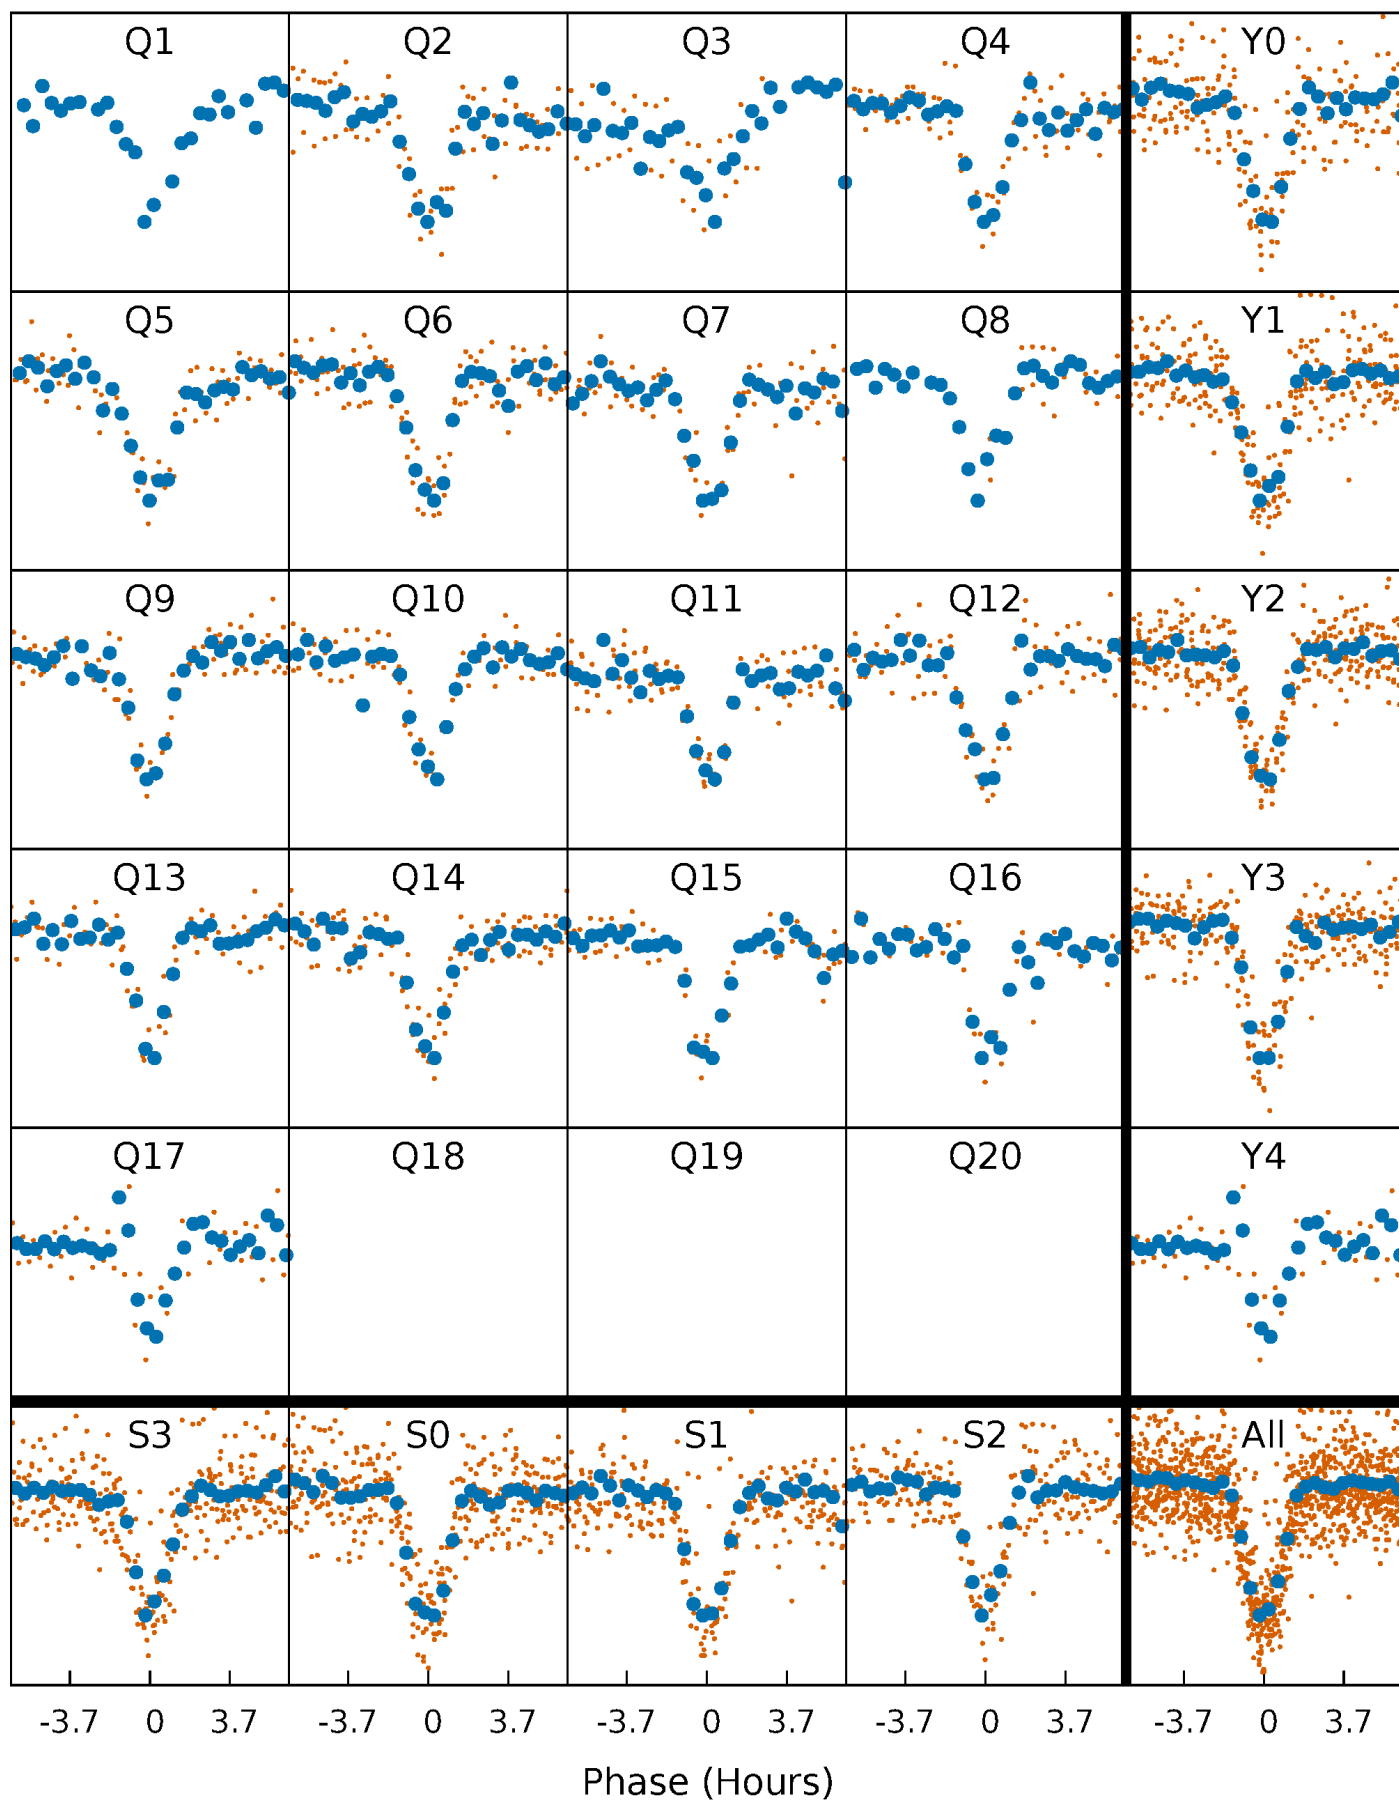 Q1 Q2 Q3 Q4 Y0
Q5 Q6 Q7 Q8 Y1
Q9 Q10 Q11 Q12 Y2
Q13 Q14 Q15 Q16 Y3
Q17 Q18 Q19 Q20 Y4
S3 S0 S1 S2 All
-3.7 0 3.7 -3.7 0 3.7 -3.7 0 3.7 -3.7 0 3.7 -3.7 0 3.7
Phase (Hours)